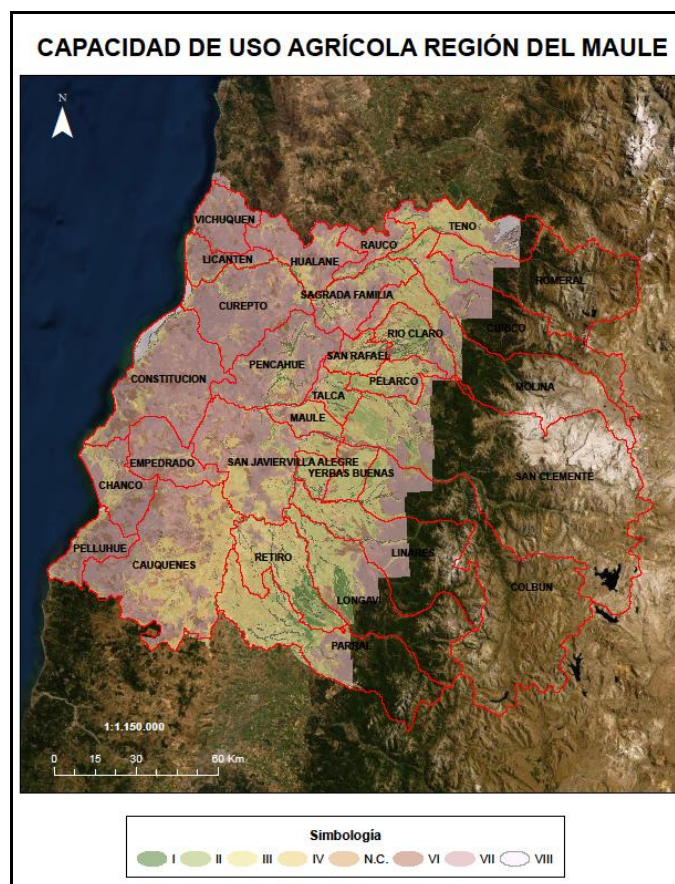 CAPACIDAD DE USO AGRÍCOLA REGIÓN DEL MAULE
N
VICHUQUEN
TENO
RAUCO
LICANTEN
HUALANE
ROMERAL
SAGRADA FAMILIA
CUREPTO
CURICO
RIO CLARO
SAN RAFAEL
PENCAHUE
CONSTITUCION
PELARCO
MOLINA
TALCA
MAULE
EMPEDRADO
SAN JAVIER
VILLA ALEGRE
YERBAS BUENAS
SAN CLEMENTE
CHANCO
PELLUHUE
CAUQUENES
RETIRO
LINARES
COLBUN
LONGAVI
PARRAL
1:1.150.000
0 15 30 60 Km
Simbología
I II III IV N.C. VI VII VIII